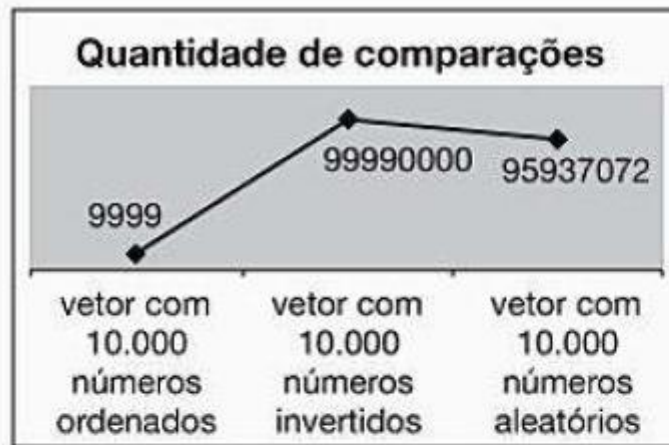 Quantidade de comparações
9999
99990000
95937072
vetor com
10.000
números
ordenados
vetor com
10.000
números
invertidos
vetor com
10.000
números
aleatórios